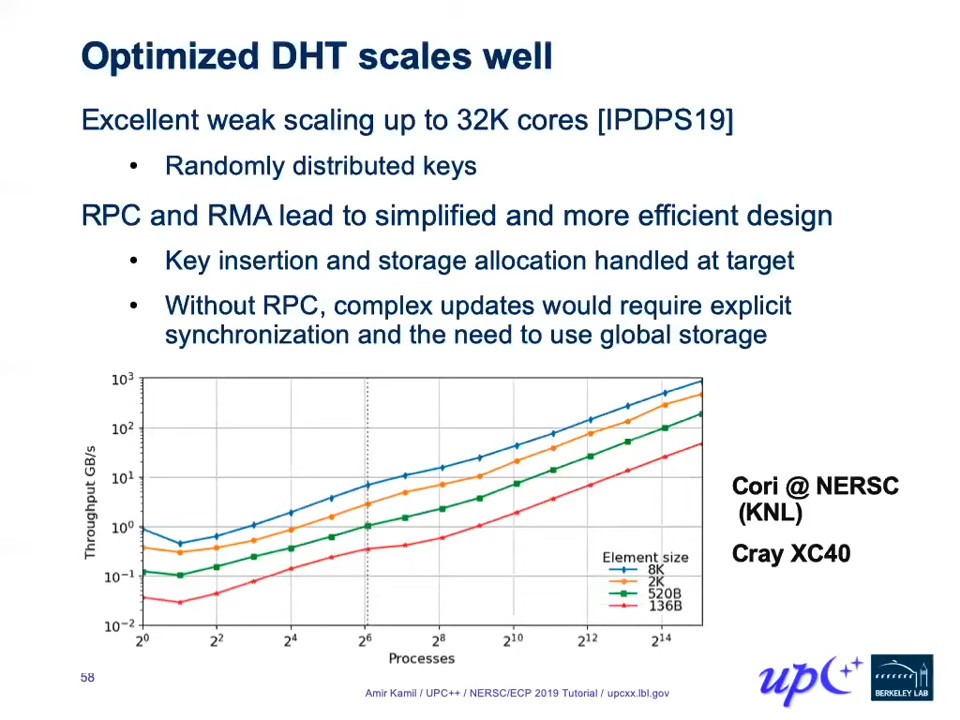 Optimized DHT scales well
Excellent weak scaling up to 32K cores [IPDPS19]
• Randomly distributed keys
RPC and RMA lead to simplified and more efficient design
• Key insertion and storage allocation handled at target
• Without RPC, complex updates would require explicit
synchronization and the need to use global storage
Throughput GB/s
10³
10²
10¹
10⁰
10⁻¹
10⁻²
2⁰ 2² 2⁴ 2⁶ 2⁸ 2¹⁰ 2¹² 2¹⁴
Processes
Element size
8K
2K
520B
136B
Cori @ NERSC
(KNL)
Cray XC40
58
Amir Kamil / UPC++ / NERSC/ECP 2019 Tutorial / upcxx.lbl.gov
upC++
BERKELEY LAB